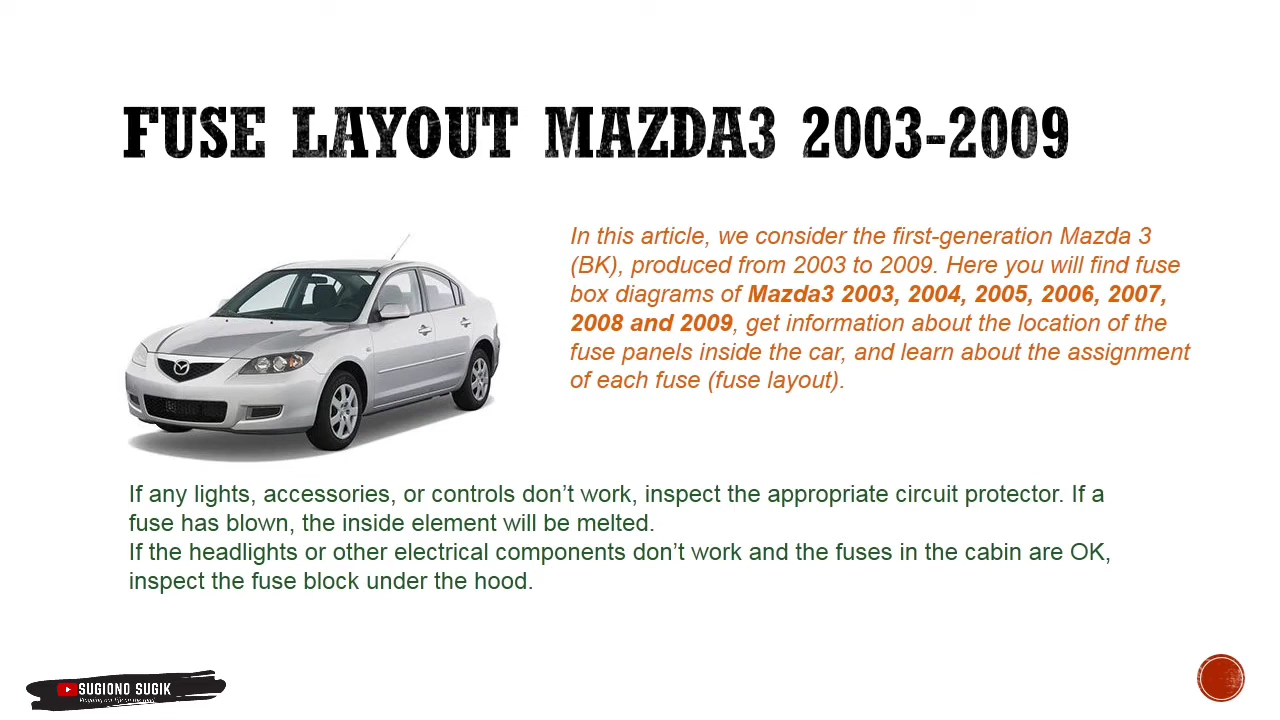 FUSE LAYOUT MAZDA3 2003-2009
In this article, we consider the first-generation Mazda 3
(BK), produced from 2003 to 2009. Here you will find fuse
box diagrams of Mazda3 2003, 2004, 2005, 2006, 2007,
2008 and 2009, get information about the location of the
fuse panels inside the car, and learn about the assignment
of each fuse (fuse layout).
If any lights, accessories, or controls don’t work, inspect the appropriate circuit protector. If a
fuse has blown, the inside element will be melted.
If the headlights or other electrical components don’t work and the fuses in the cabin are OK,
inspect the fuse block under the hood.
SUGIONO SUGIK